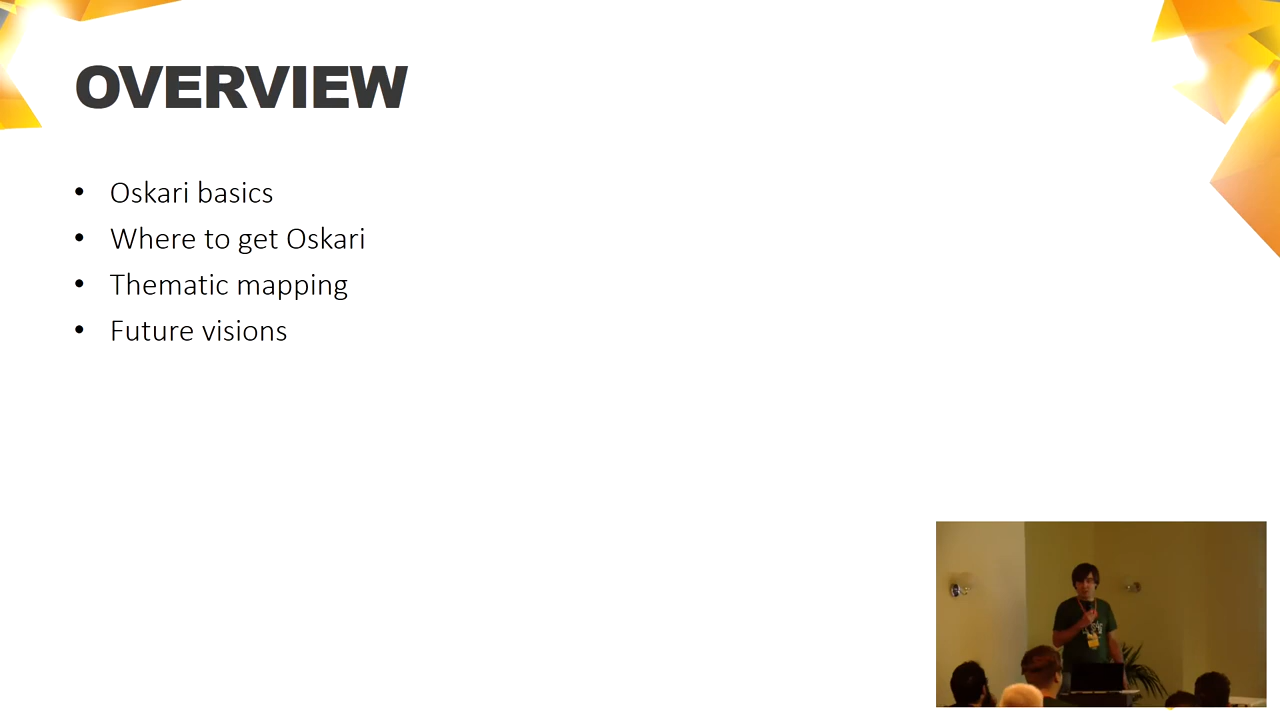 OVERVIEW
• Oskari basics
• Where to get Oskari
• Thematic mapping
• Future visions